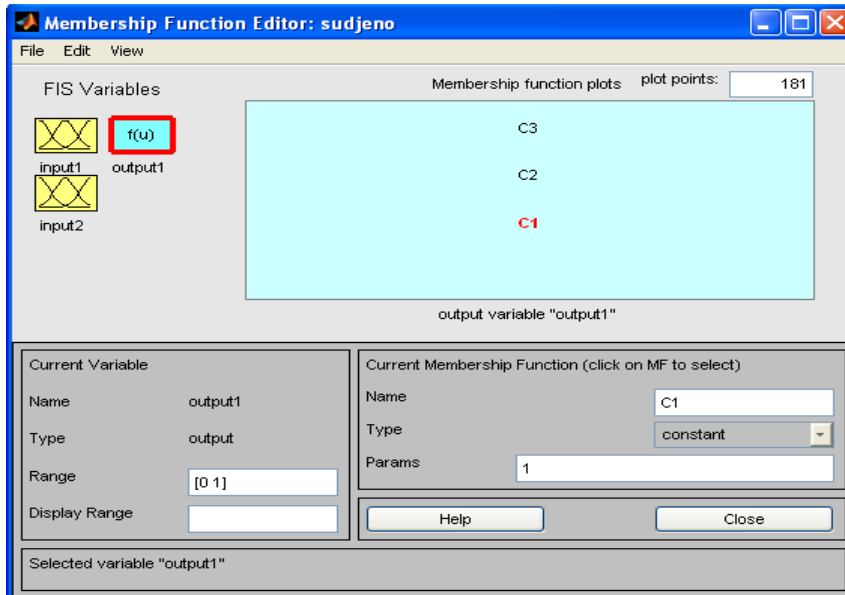 Membership Function Editor: sudjeno
File Edit View
FIS Variables
Membership function plots plot points: 181
f(u)
input1 output1
input2
C3
C2
C1
output variable "output1"
Current Variable
Name output1
Type output
Range [0 1]
Display Range
Current Membership Function (click on MF to select)
Name C1
Type constant
Params 1
Help Close
Selected variable "output1"